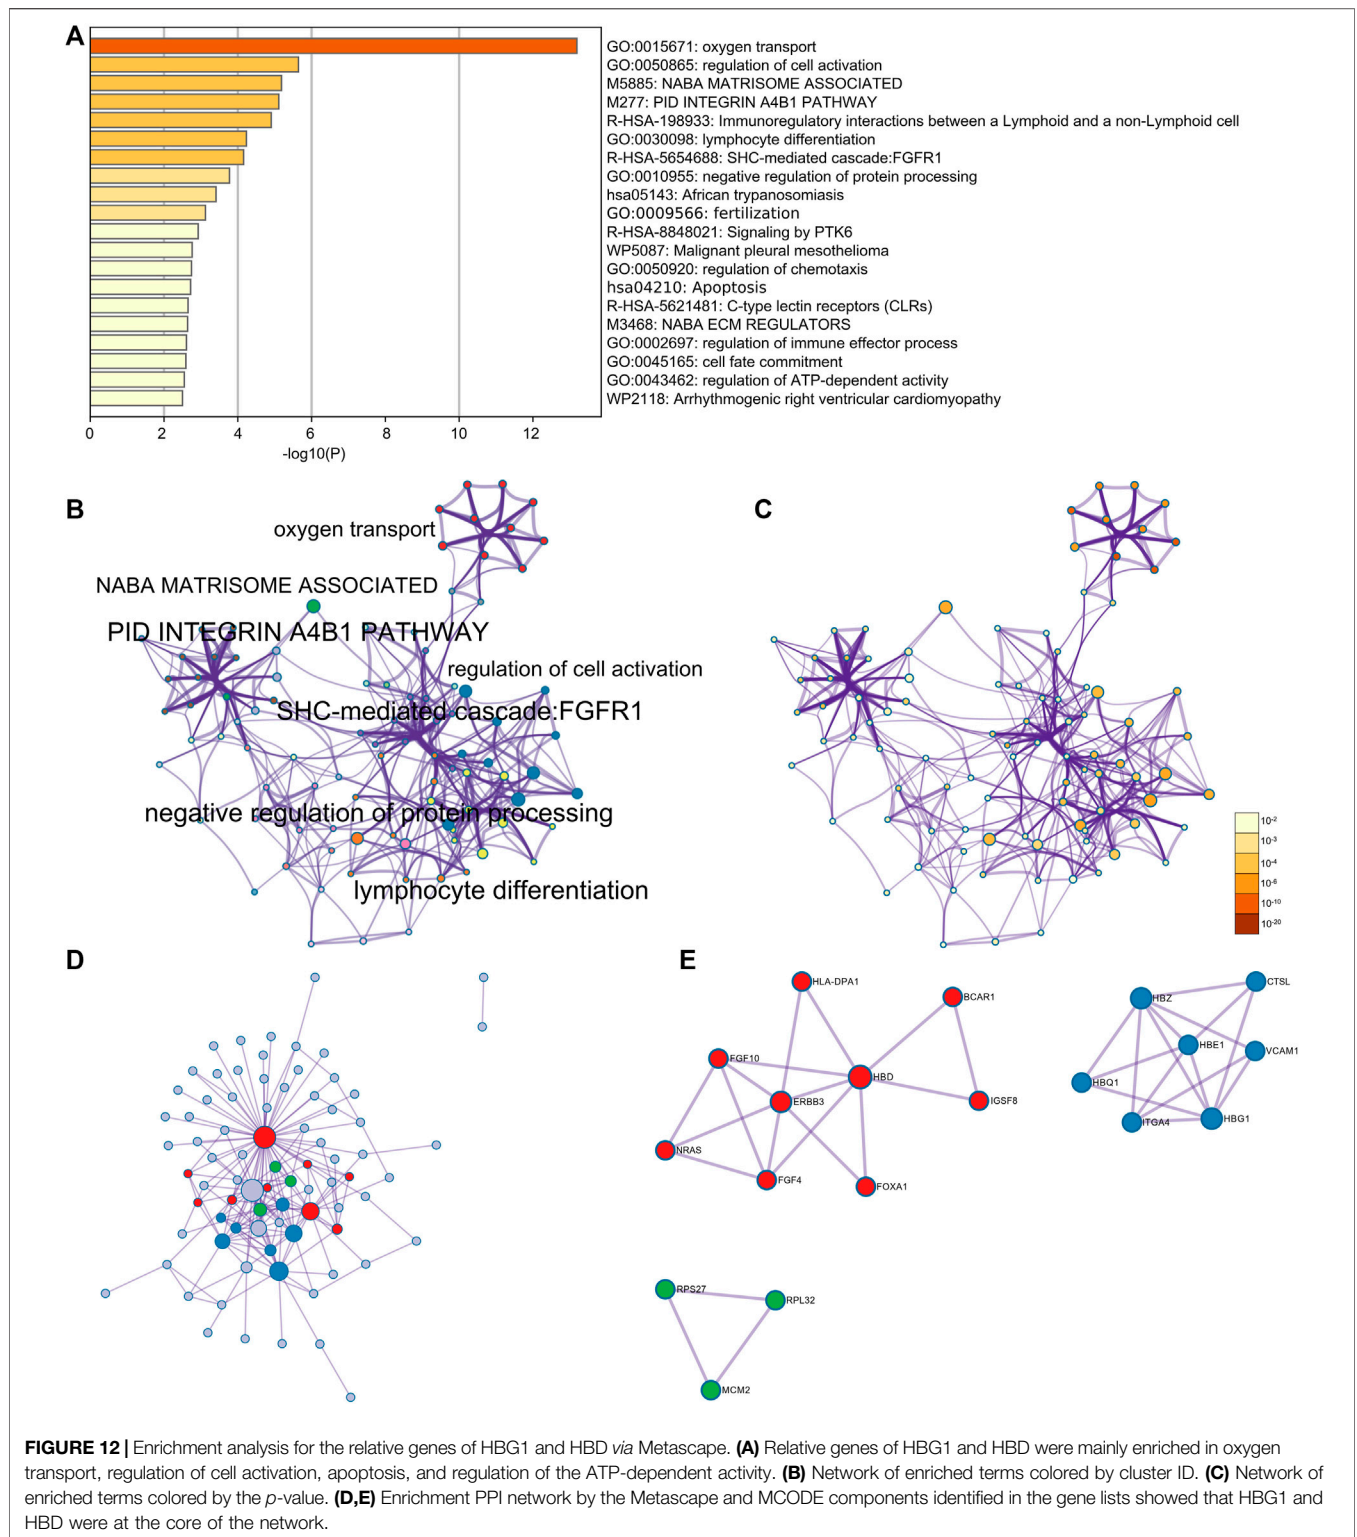 A
GO:0015671: oxygen transport
GO:0050865: regulation of cell activation
M5885: NABA MATRISOME ASSOCIATED
M277: PID INTEGRIN A4B1 PATHWAY
R-HSA-198933: Immunoregulatory interactions between a Lymphoid and a non-Lymphoid cell
GO:0030098: lymphocyte differentiation
R-HSA-5654688: SHC-mediated cascade:FGFR1
GO:0010955: negative regulation of protein processing
hsa05143: African trypanosomiasis
GO:0009566: fertilization
R-HSA-8848021: Signaling by PTK6
WP5087: Malignant pleural mesothelioma
GO:0050920: regulation of chemotaxis
hsa04210: Apoptosis
R-HSA-5621481: C-type lectin receptors (CLRs)
M3468: NABA ECM REGULATORS
GO:0002697: regulation of immune effector process
GO:0045165: cell fate commitment
GO:0043462: regulation of ATP-dependent activity
WP2118: Arrhythmogenic right ventricular cardiomyopathy
0 2 4 6 8 10 12
-log10(P)
B
oxygen transport
NABA MATRISOME ASSOCIATED
PID INTEGRIN A4B1 PATHWAY
regulation of cell activation
SHC-mediated cascade:FGFR1
negative regulation of protein processing
lymphocyte differentiation
C
10-2
10-3
10-4
10-6
10-10
10-20
D
E
HLA-DPA1
BCAR1
FGF10
HBD
ERBB3
IGSF8
NRAS
FGF4
FOXA1
CTSL
HBZ
HBE1
VCAM1
HBQ1
ITGA4
HBG1
RPS27
RPL32
MCM2
FIGURE 12 | Enrichment analysis for the relative genes of HBG1 and HBD via Metascape. (A) Relative genes of HBG1 and HBD were mainly enriched in oxygen
transport, regulation of cell activation, apoptosis, and regulation of the ATP-dependent activity. (B) Network of enriched terms colored by cluster ID. (C) Network of
enriched terms colored by the p-value. (D,E) Enrichment PPI network by the Metascape and MCODE components identified in the gene lists showed that HBG1 and
HBD were at the core of the network.